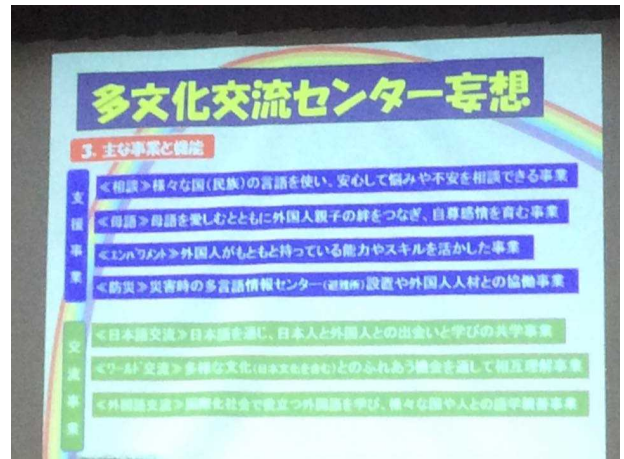 多文化交流センター妄想
3. 主な事業と機能
支援事業
≪相談≫様々な国(民族)の言語を使い、安心して悩みや不安を相談できる事業
≪母語≫母語を愛しむとともに外国人親子の絆をつなぎ、自尊感情を育む事業
≪エンパワメント≫外国人がもともと持っている能力やスキルを活かした事業
≪防災≫災害時の多言語情報センター(避難所)設置や外国人人材との協働事業
交流事業
≪日本語交流≫日本語を通じ、日本人と外国人との出会いと学びの共学事業
≪ワールド交流≫多様な文化(日本文化を含む)とのふれあう機会を通して相互理解事業
≪外国語交流≫国際化社会で役立つ外国語を学び、様々な国や人との語学親善事業